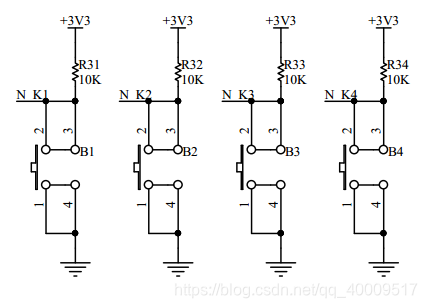 +3V3 +3V3 +3V3 +3V3
R31 R32 R33 R34
10K 10K 10K 10K
N_K1 N_K2 N_K3 N_K4
2 3 2 3 2 3 2 3
B1 B2 B3 B4
1 4 1 4 1 4 1 4
https://blog.csdn.net/qq_40009517